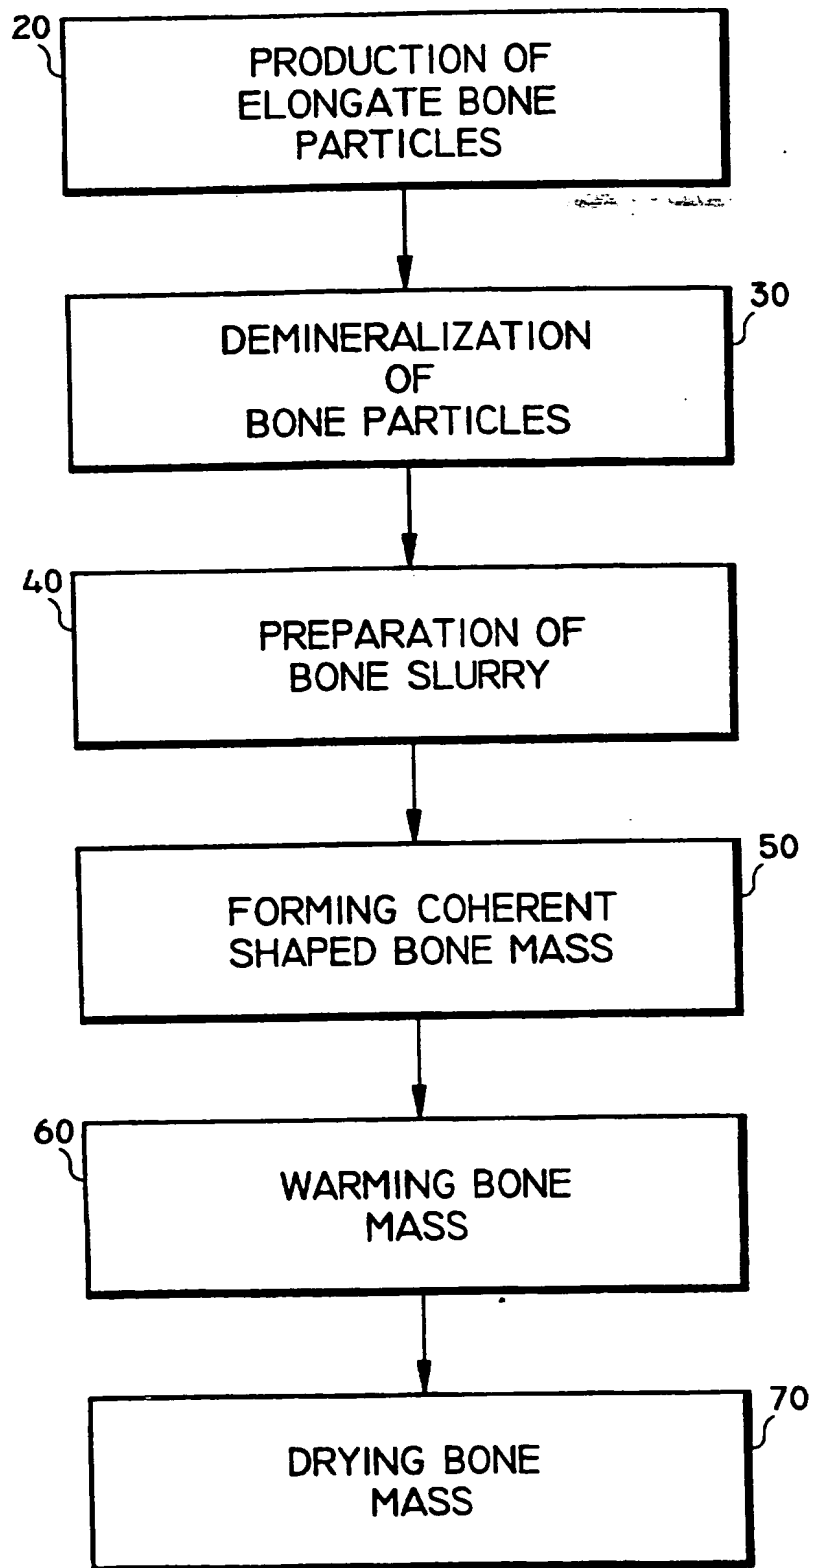 20
PRODUCTION OF
ELONGATE BONE
PARTICLES
30
DEMINERALIZATION
OF
BONE PARTICLES
40
PREPARATION OF
BONE SLURRY
50
FORMING COHERENT
SHAPED BONE MASS
60
WARMING BONE
MASS
70
DRYING BONE
MASS